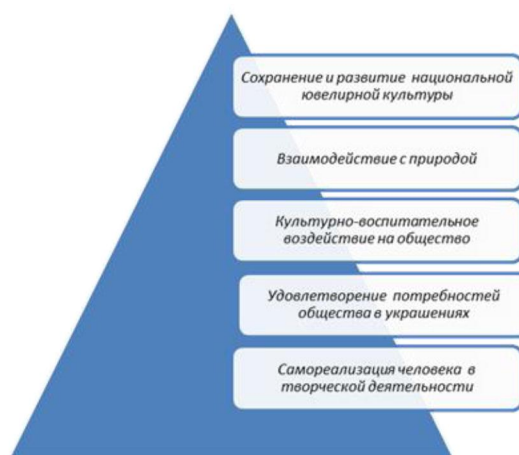 Сохранение и развитие национальной
ювелирной культуры
Взаимодействие с природой
Культурно-воспитательное
воздействие на общество
Удовлетворение потребностей
общества в украшениях
Самореализация человека в
творческой деятельности